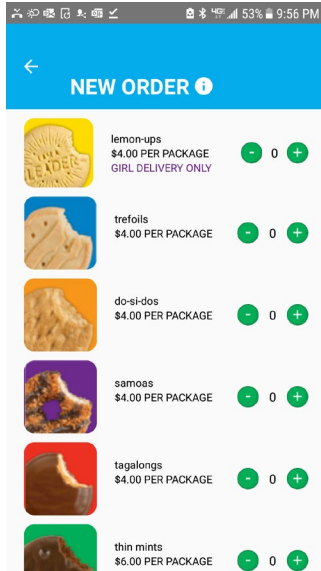 53% 9:56 PM
NEW ORDER
lemon-ups
$4.00 PER PACKAGE
GIRL DELIVERY ONLY
- 0 +
trefoils
$4.00 PER PACKAGE
- 0 +
do-si-dos
$4.00 PER PACKAGE
- 0 +
samoas
$4.00 PER PACKAGE
- 0 +
tagalongs
$4.00 PER PACKAGE
- 0 +
thin mints
$6.00 PER PACKAGE
- 0 +